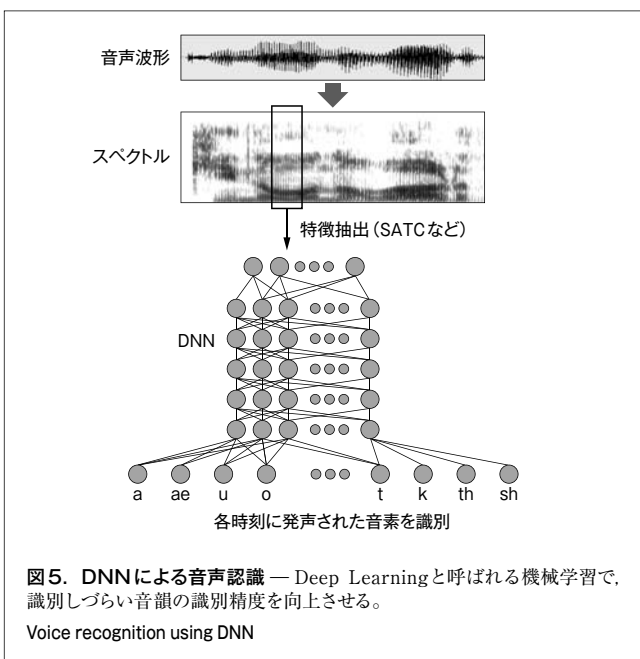 音声波形
スペクトル
特徴抽出（SATCなど）
DNN
a ae u o t k th sh
各時刻に発声された音素を識別
図5. DNNによる音声認識 — Deep Learningと呼ばれる機械学習で，
識別しづらい音韻の識別精度を向上させる。
Voice recognition using DNN